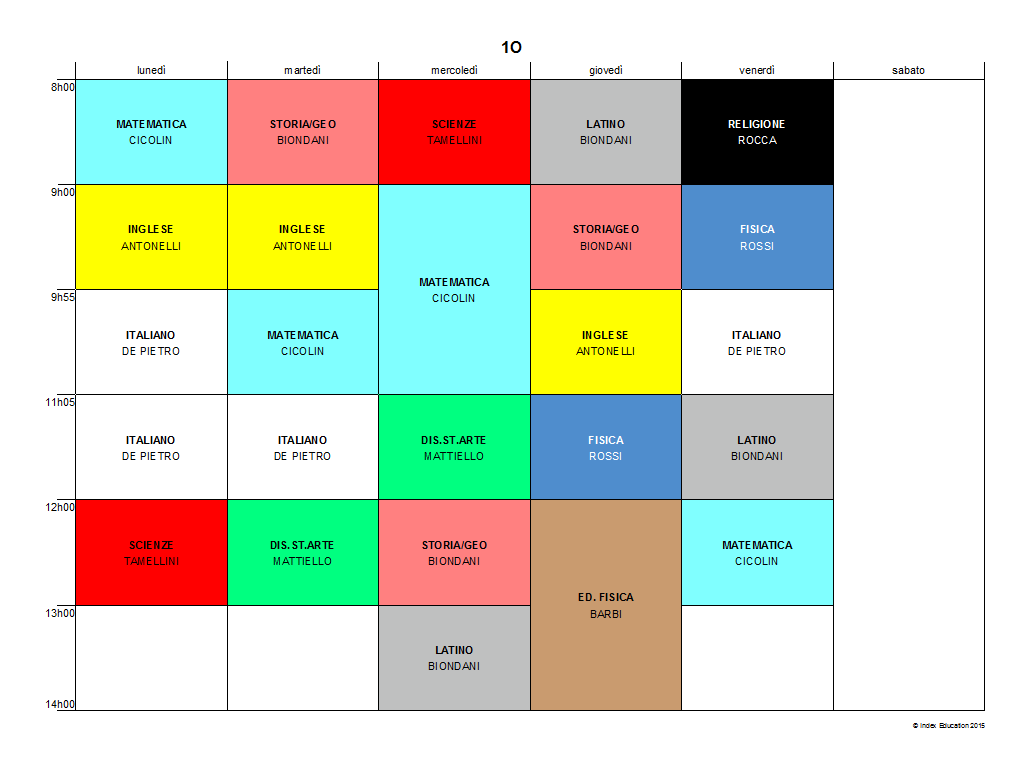 1O
lunedì martedì mercoledì giovedì venerdì sabato
8h00
MATEMATICA STORIA/GEO SCIENZE LATINO RELIGIONE
CICOLIN BIONDANI TAMELLINI BIONDANI ROCCA
9h00
INGLESE INGLESE STORIA/GEO FISICA
ANTONELLI ANTONELLI BIONDANI ROSSI
MATEMATICA
CICOLIN
9h55
ITALIANO MATEMATICA INGLESE ITALIANO
DE PIETRO CICOLIN ANTONELLI DE PIETRO
11h05
ITALIANO ITALIANO DIS.ST.ARTE FISICA LATINO
DE PIETRO DE PIETRO MATTIELLO ROSSI BIONDANI
12h00
SCIENZE DIS.ST.ARTE STORIA/GEO MATEMATICA
TAMELLINI MATTIELLO BIONDANI CICOLIN
ED. FISICA
BARBI
13h00
LATINO
BIONDANI
14h00
© Index Education 2015